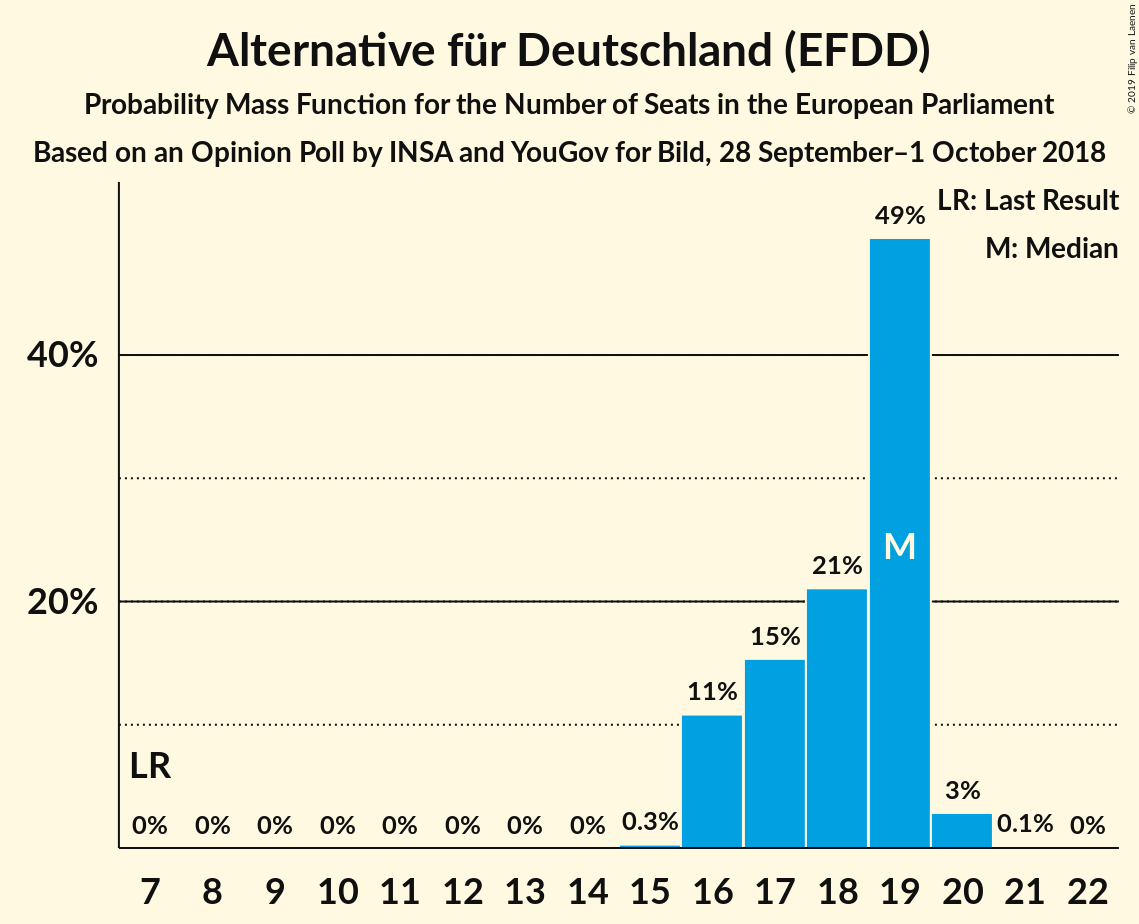 Alternative für Deutschland (EFDD)
Probability Mass Function for the Number of Seats in the European Parliament
Based on an Opinion Poll by INSA and YouGov for Bild, 28 September–1 October 2018
© 2019 Filip van Laenen
LR: Last Result
M: Median
49%
40%
M
21%
20%
15%
11%
LR
3%
0% 0% 0% 0% 0% 0% 0% 0% 0.3% 0.1% 0%
7 8 9 10 11 12 13 14 15 16 17 18 19 20 21 22